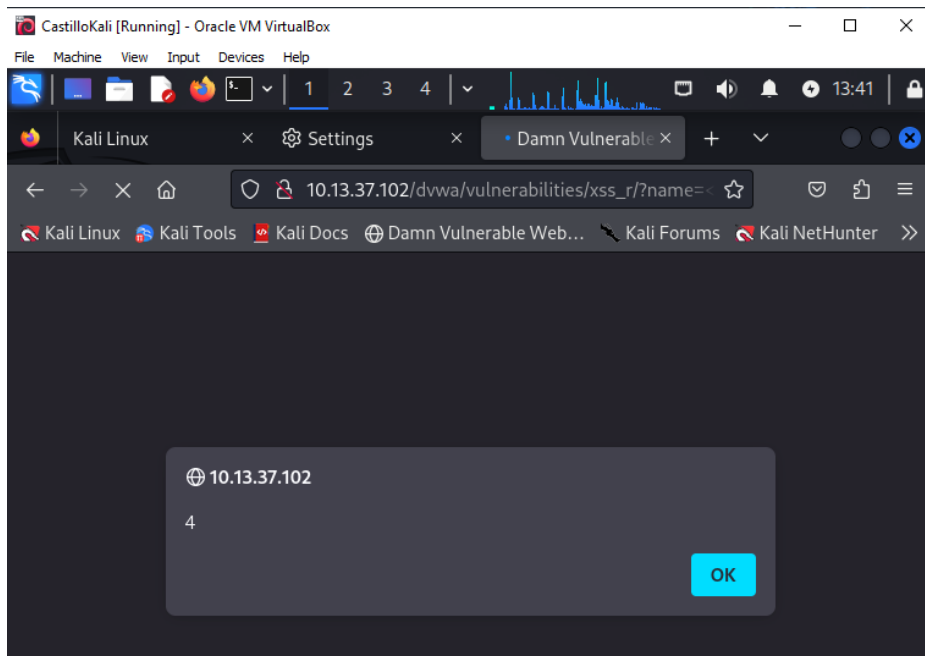 CastilloKali [Running] - Oracle VM VirtualBox
File Machine View Input Devices Help
1 2 3 4 13:41
Kali Linux Settings Damn Vulnerable
10.13.37.102/dvwa/vulnerabilities/xss_r/?name=<
Kali Linux Kali Tools Kali Docs Damn Vulnerable Web... Kali Forums Kali NetHunter
10.13.37.102
4
OK